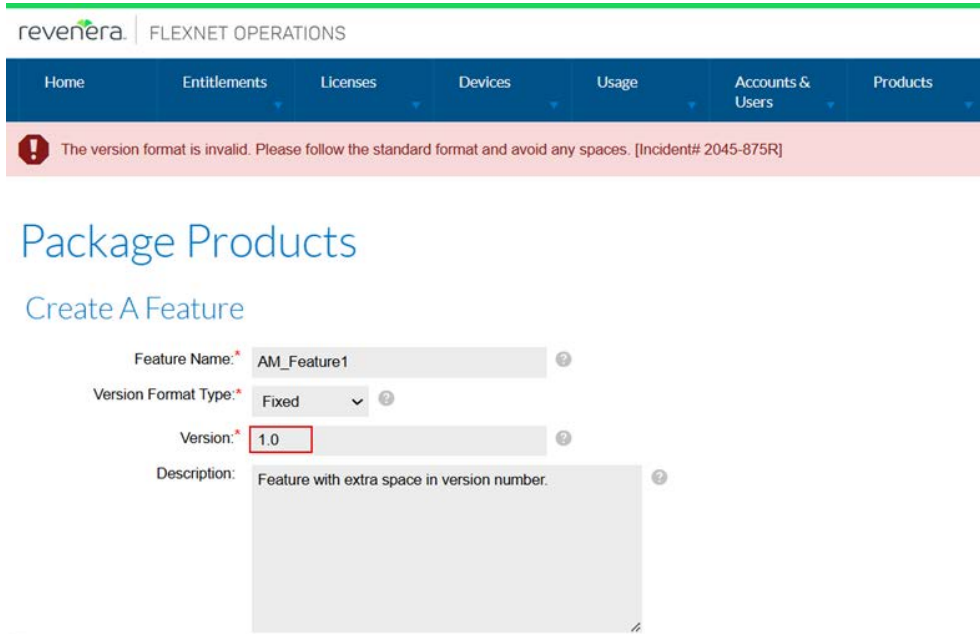 revenera. FLEXNET OPERATIONS
Home Entitlements Licenses Devices Usage Accounts & Users Products
The version format is invalid. Please follow the standard format and avoid any spaces. [Incident# 2045-875R]
Package Products
Create A Feature
Feature Name:* AM_Feature1 ?
Version Format Type:* Fixed ?
Version:* 1.0 ?
Description: Feature with extra space in version number. ?